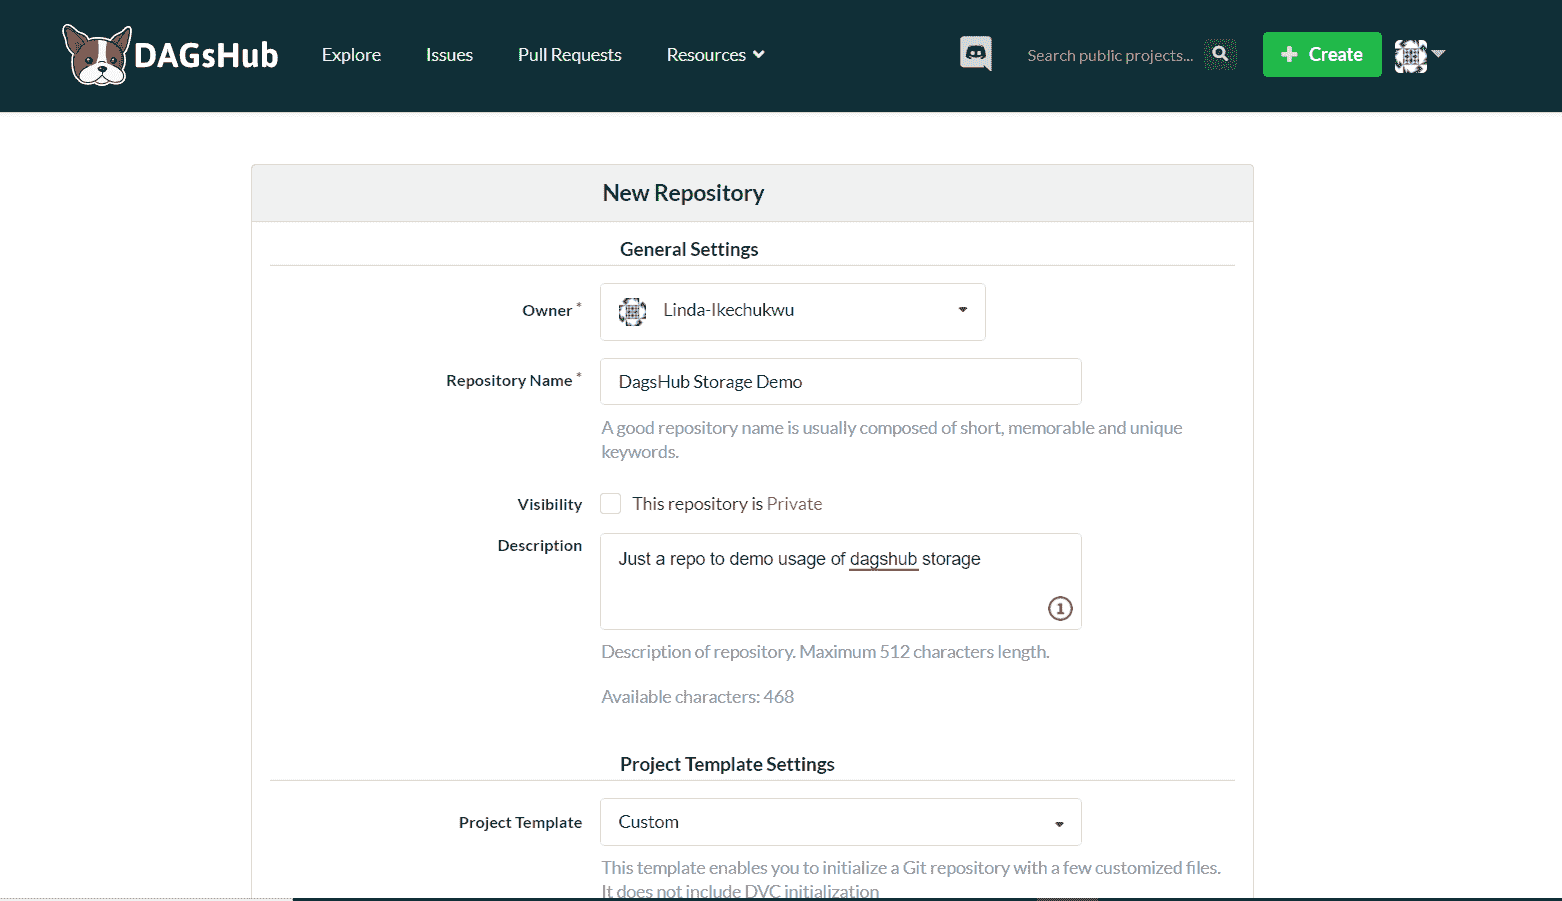 DAGsHub Explore Issues Pull Requests Resources Search public projects... + Create
New Repository
General Settings
Owner * Linda-Ikechukwu
Repository Name * DagsHub Storage Demo
A good repository name is usually composed of short, memorable and unique
keywords.
Visibility This repository is Private
Description Just a repo to demo usage of dagshub storage
1
Description of repository. Maximum 512 characters length.
Available characters: 468
Project Template Settings
Project Template Custom
This template enables you to initialize a Git repository with a few customized files.
It does not include DVC initialization